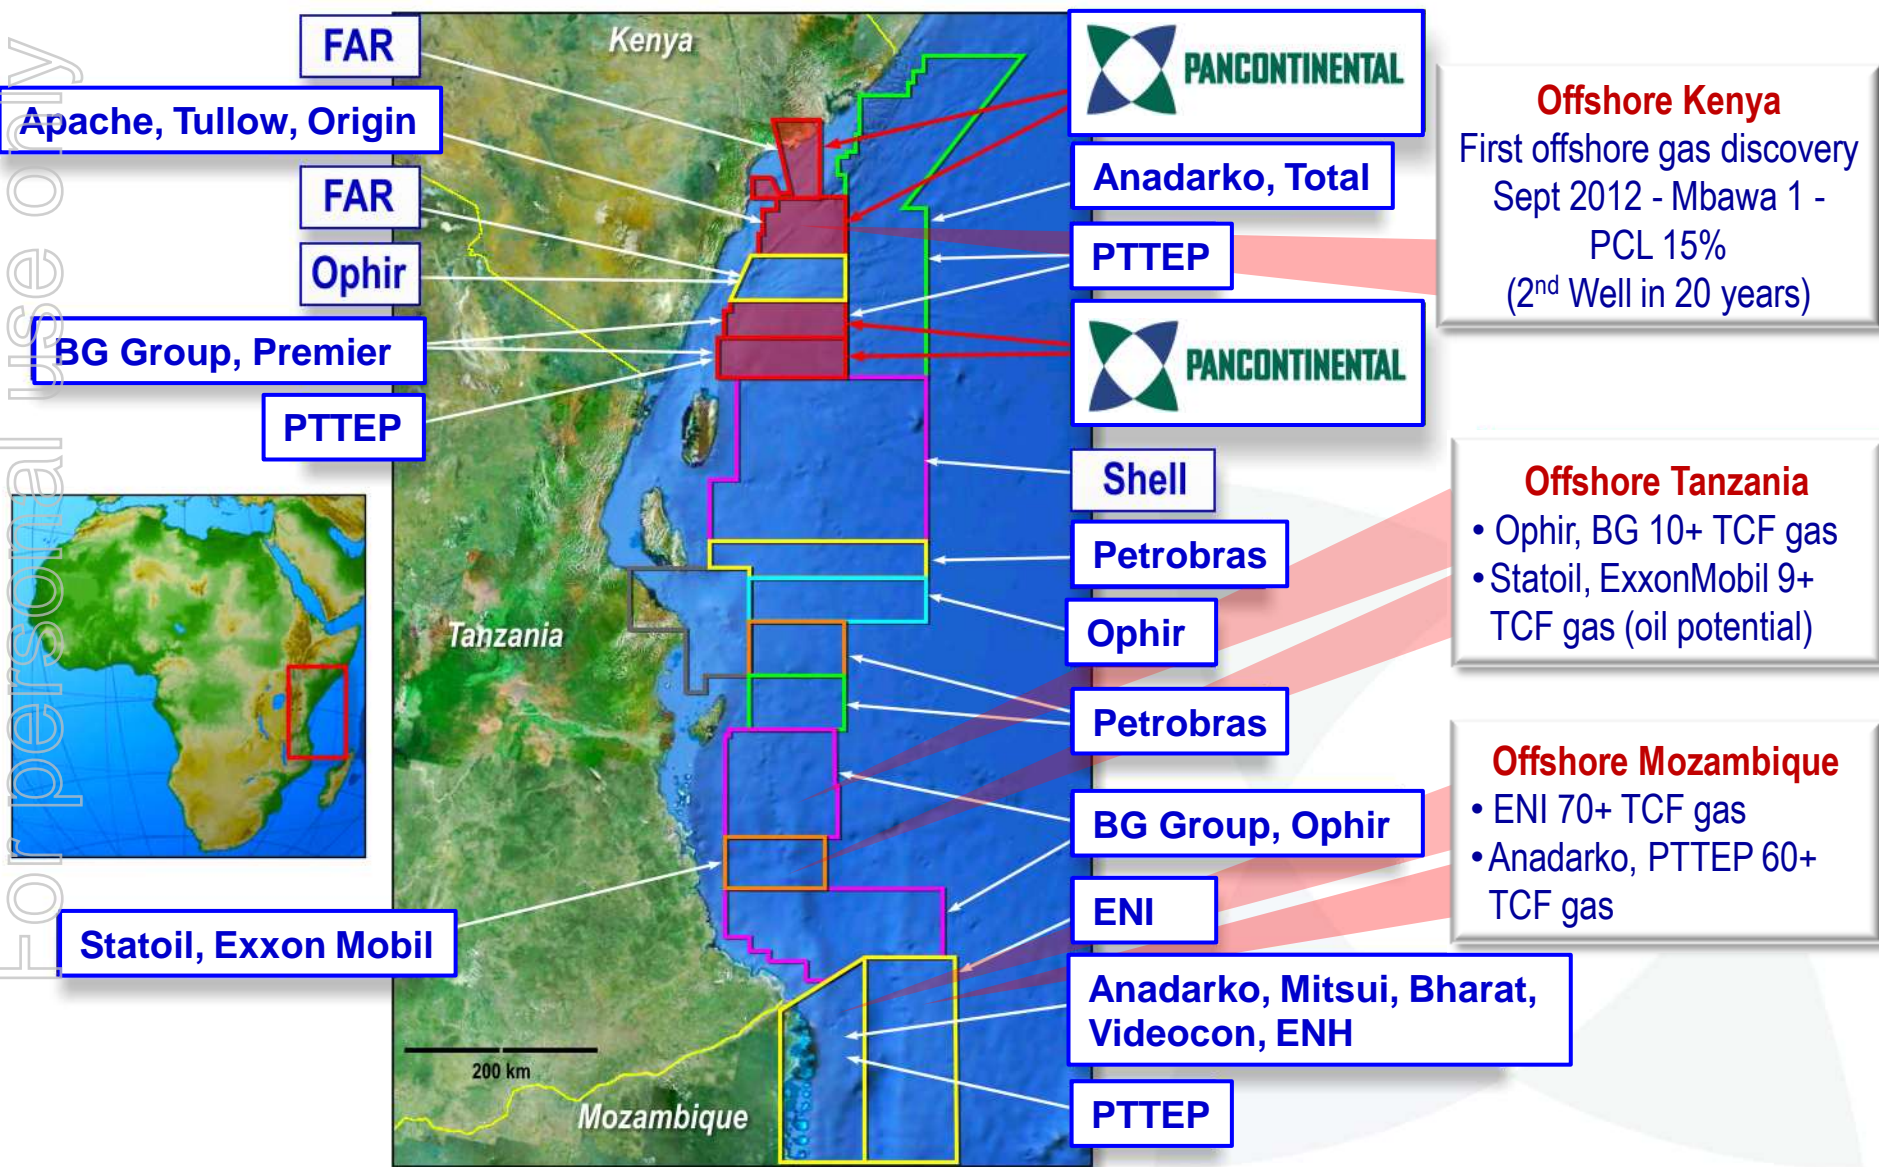 For personal use only
FAR
Apache, Tullow, Origin
FAR
Ophir
BG Group, Premier
PTTEP
Statoil, Exxon Mobil
Kenya
Tanzania
Mozambique
200 km
PANCONTINENTAL
Anadarko, Total
PTTEP
PANCONTINENTAL
Shell
Petrobras
Ophir
Petrobras
BG Group, Ophir
ENI
Anadarko, Mitsui, Bharat,
Videocon, ENH
PTTEP
Offshore Kenya
First offshore gas discovery
Sept 2012 - Mbawa 1 -
PCL 15%
(2nd Well in 20 years)
Offshore Tanzania
• Ophir, BG 10+ TCF gas
• Statoil, ExxonMobil 9+
TCF gas (oil potential)
Offshore Mozambique
• ENI 70+ TCF gas
• Anadarko, PTTEP 60+
TCF gas